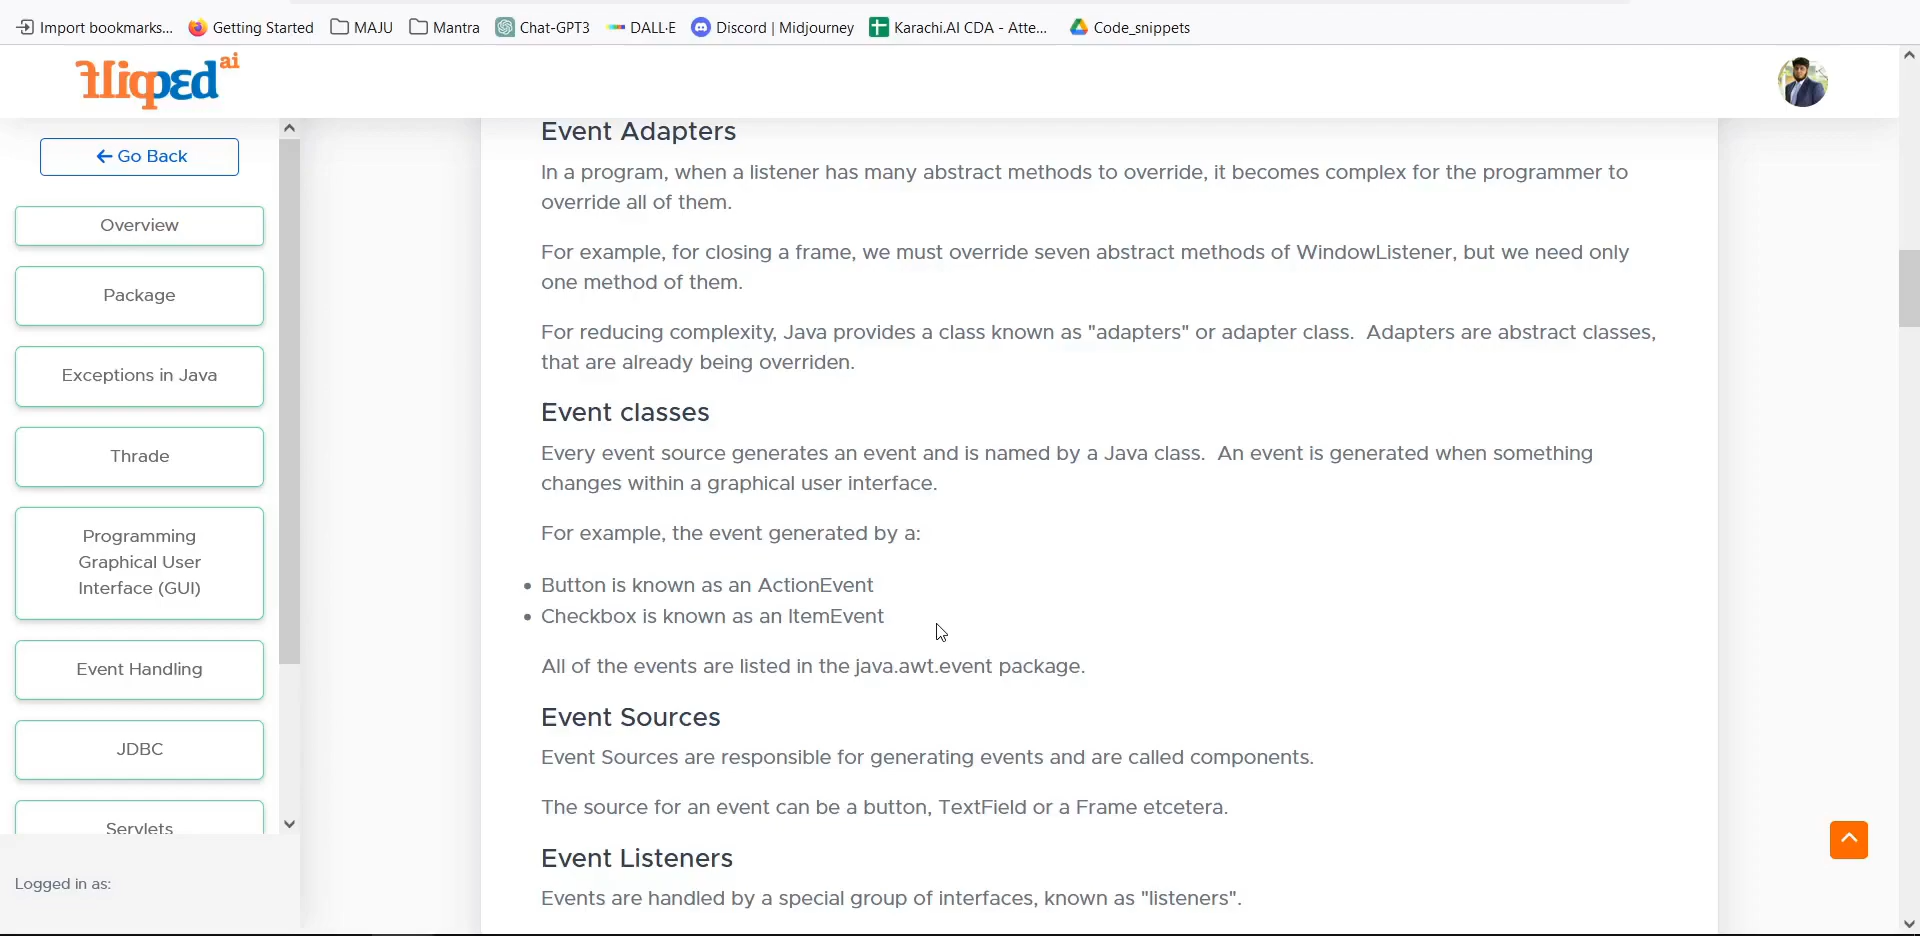 Import bookmarks... Getting Started MAJU Mantra Chat-GPT3 DALL·E Discord | Midjourney Karachi.AI CDA - Atte... Code_snippets
fliqped ai
Go Back
Overview
Package
Exceptions in Java
Thrade
Programming
Graphical User
Interface (GUI)
Event Handling
JDBC
Servlets
Logged in as:
Event Adapters
In a program, when a listener has many abstract methods to override, it becomes complex for the programmer to
override all of them.
For example, for closing a frame, we must override seven abstract methods of WindowListener, but we need only
one method of them.
For reducing complexity, Java provides a class known as "adapters" or adapter class. Adapters are abstract classes,
that are already being overriden.
Event classes
Every event source generates an event and is named by a Java class. An event is generated when something
changes within a graphical user interface.
For example, the event generated by a:
• Button is known as an ActionEvent
• Checkbox is known as an ItemEvent
All of the events are listed in the java.awt.event package.
Event Sources
Event Sources are responsible for generating events and are called components.
The source for an event can be a button, TextField or a Frame etcetera.
Event Listeners
Events are handled by a special group of interfaces, known as "listeners".